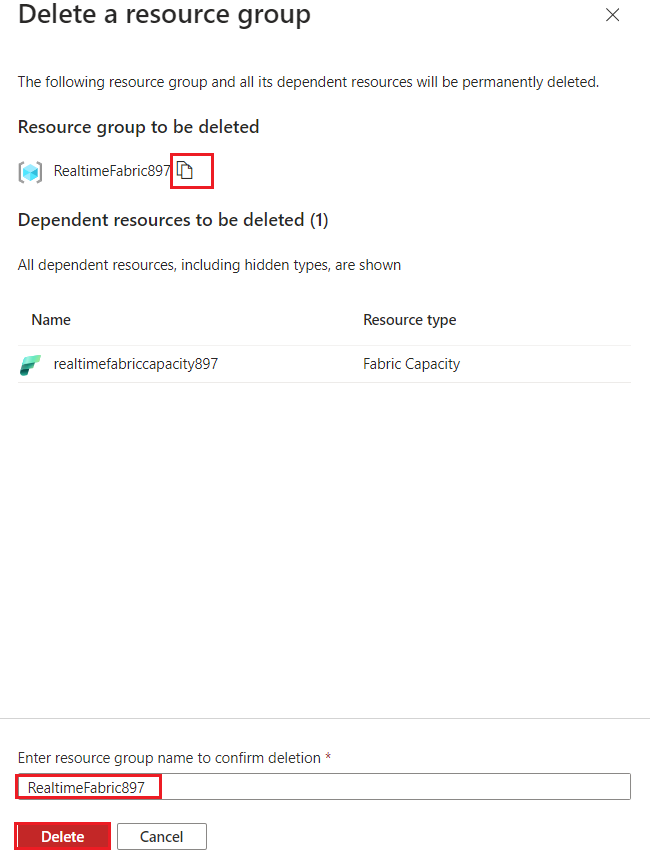 Delete a resource group
The following resource group and all its dependent resources will be permanently deleted.
Resource group to be deleted
RealtimeFabric897
Dependent resources to be deleted (1)
All dependent resources, including hidden types, are shown
Name Resource type
realtimefabriccapacity897 Fabric Capacity
Enter resource group name to confirm deletion *
RealtimeFabric897
Delete Cancel